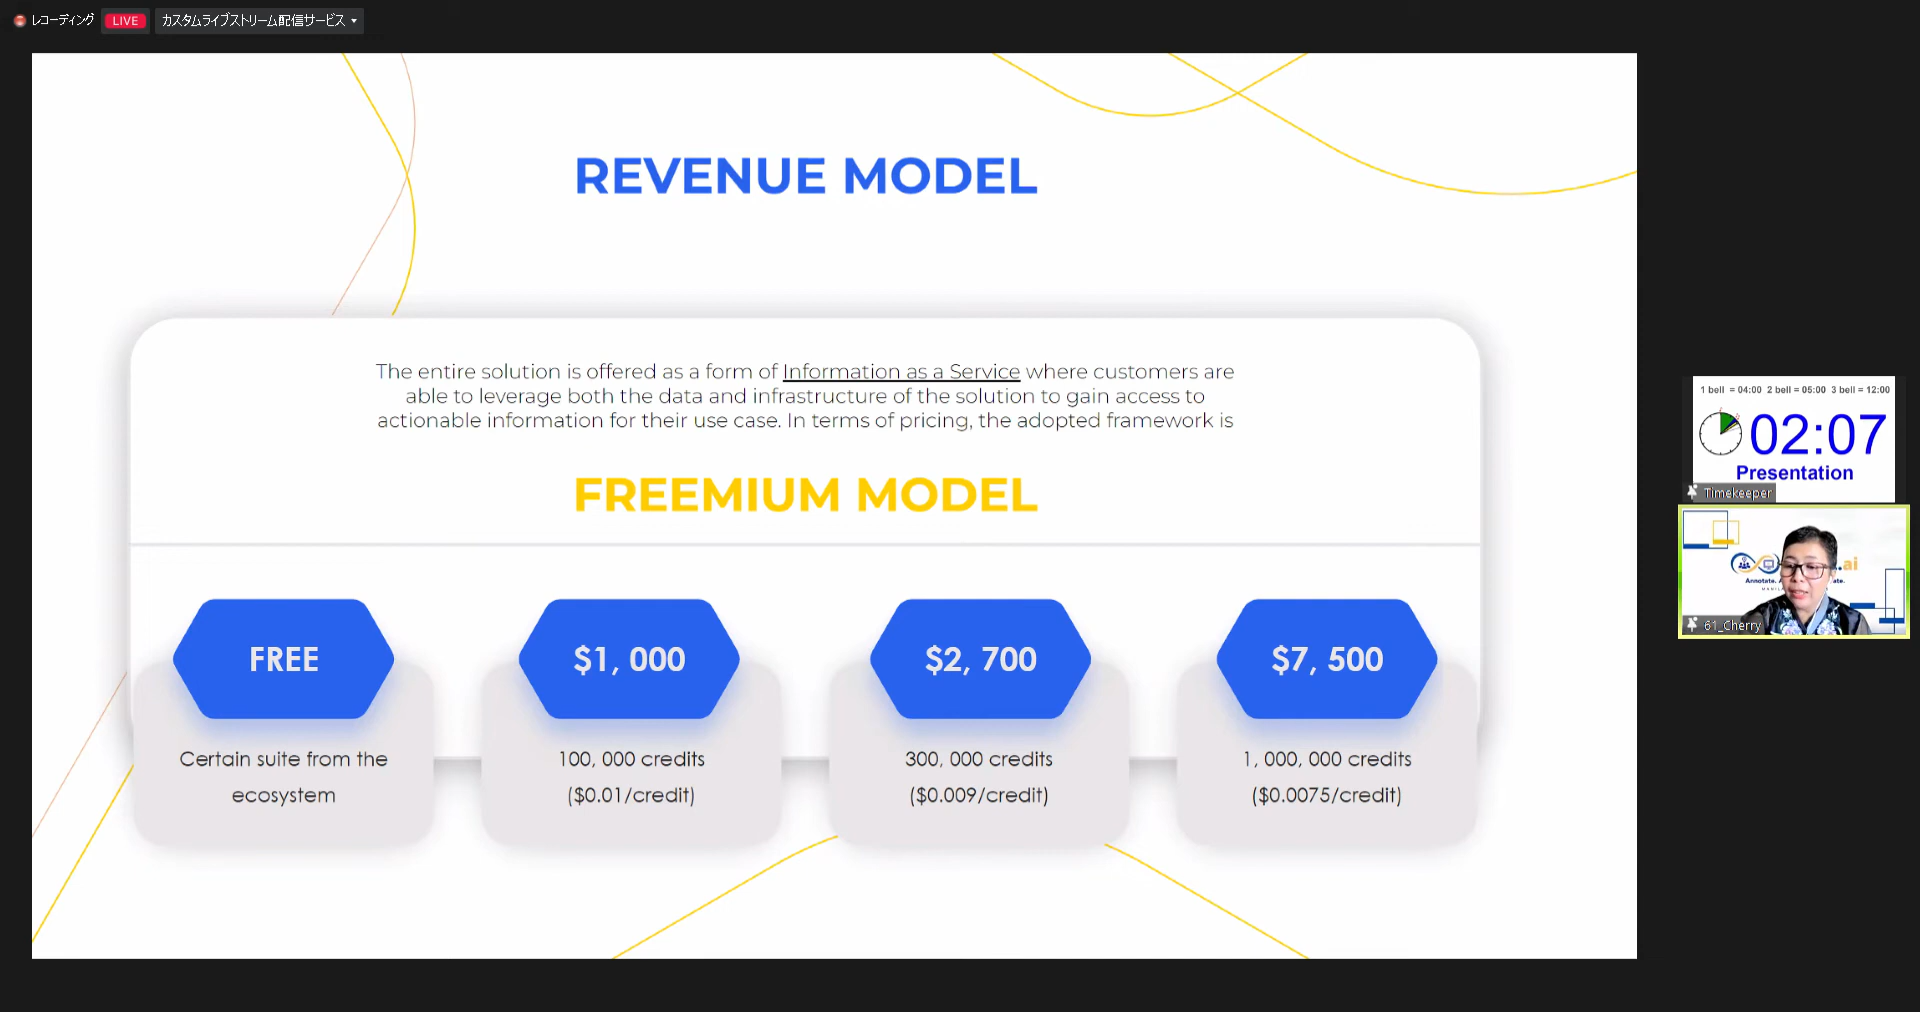 レコーディング
LIVE
カスタムライブストリーム配信サービス
REVENUE MODEL
The entire solution is offered as a form of Information as a Service where customers are
able to leverage both the data and infrastructure of the solution to gain access to
actionable information for their use case. In terms of pricing, the adopted framework is
FREEMIUM MODEL
FREE
Certain suite from the
ecosystem
$1, 000
100, 000 credits
($0.01/credit)
$2, 700
300, 000 credits
($0.009/credit)
$7, 500
1, 000, 000 credits
($0.0075/credit)
1 bell = 04:00 2 bell = 05:00 3 bell = 12:00
02:07
Presentation
Timekeeper
.ai
Annotate.
61_Cherry